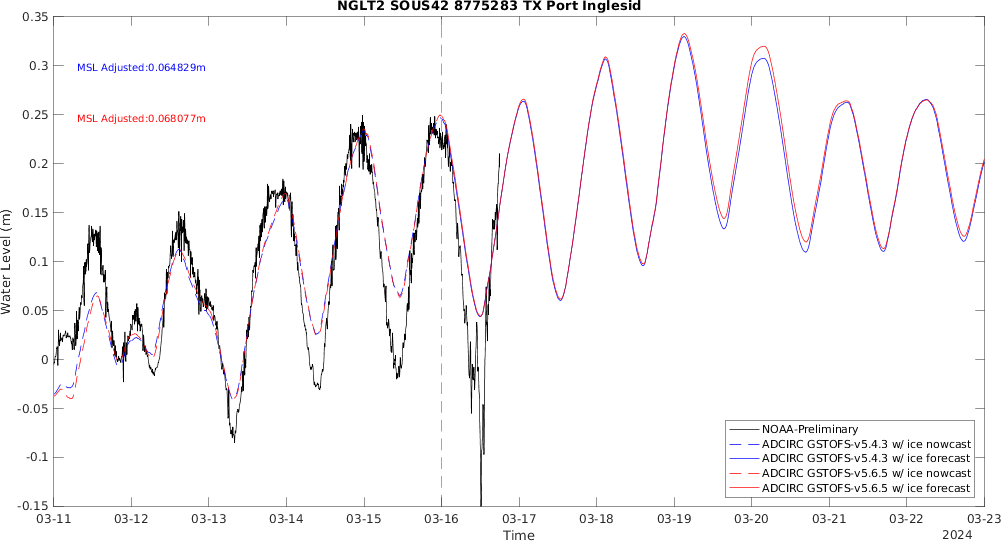 NGLT2 SOUS42 8775283 TX Port Inglesid
0.35
0.3
0.25
0.2
0.15
0.1
0.05
0
-0.05
-0.1
-0.15
Water Level (m)
MSL Adjusted:0.064829m
MSL Adjusted:0.068077m
NOAA-Preliminary
ADCIRC GSTOFS-v5.4.3 w/ ice nowcast
ADCIRC GSTOFS-v5.4.3 w/ ice forecast
ADCIRC GSTOFS-v5.6.5 w/ ice nowcast
ADCIRC GSTOFS-v5.6.5 w/ ice forecast
03-11 03-12 03-13 03-14 03-15 03-16 03-17 03-18 03-19 03-20 03-21 03-22 03-23
Time
2024